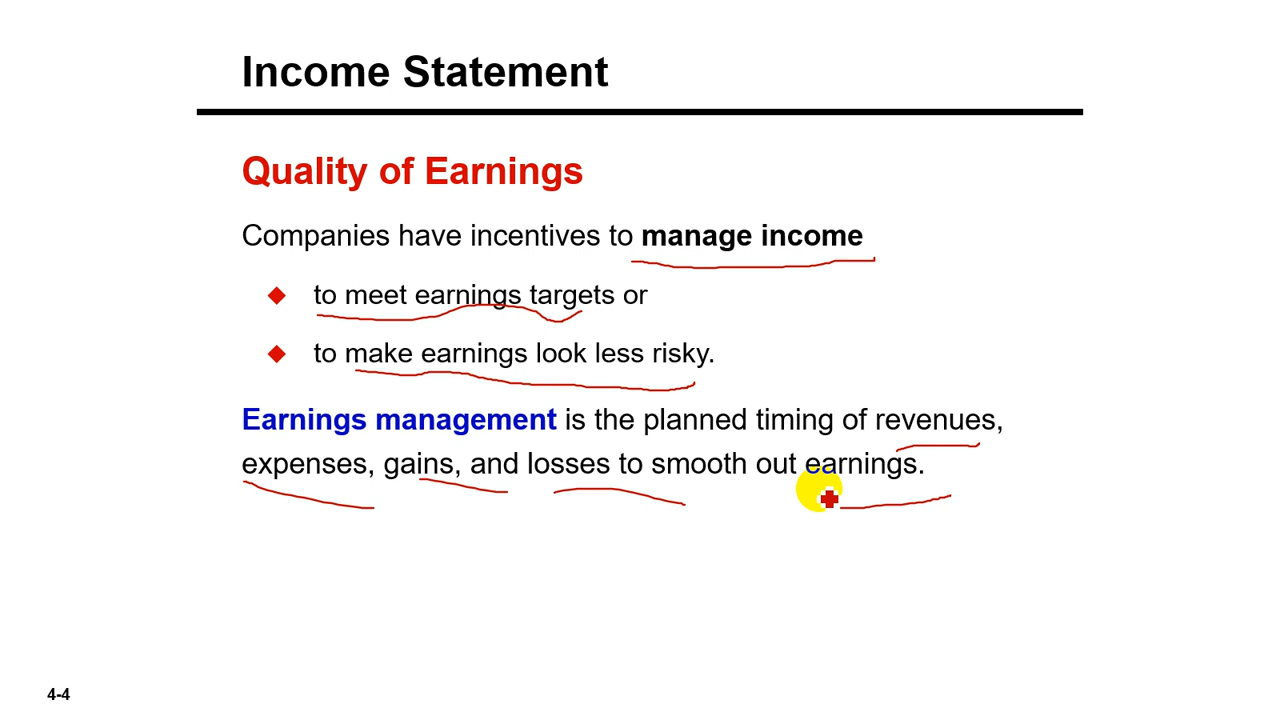 Income Statement
Quality of Earnings
Companies have incentives to manage income
to meet earnings targets or
to make earnings look less risky.
Earnings management is the planned timing of revenues,
expenses, gains, and losses to smooth out earnings.
4-4